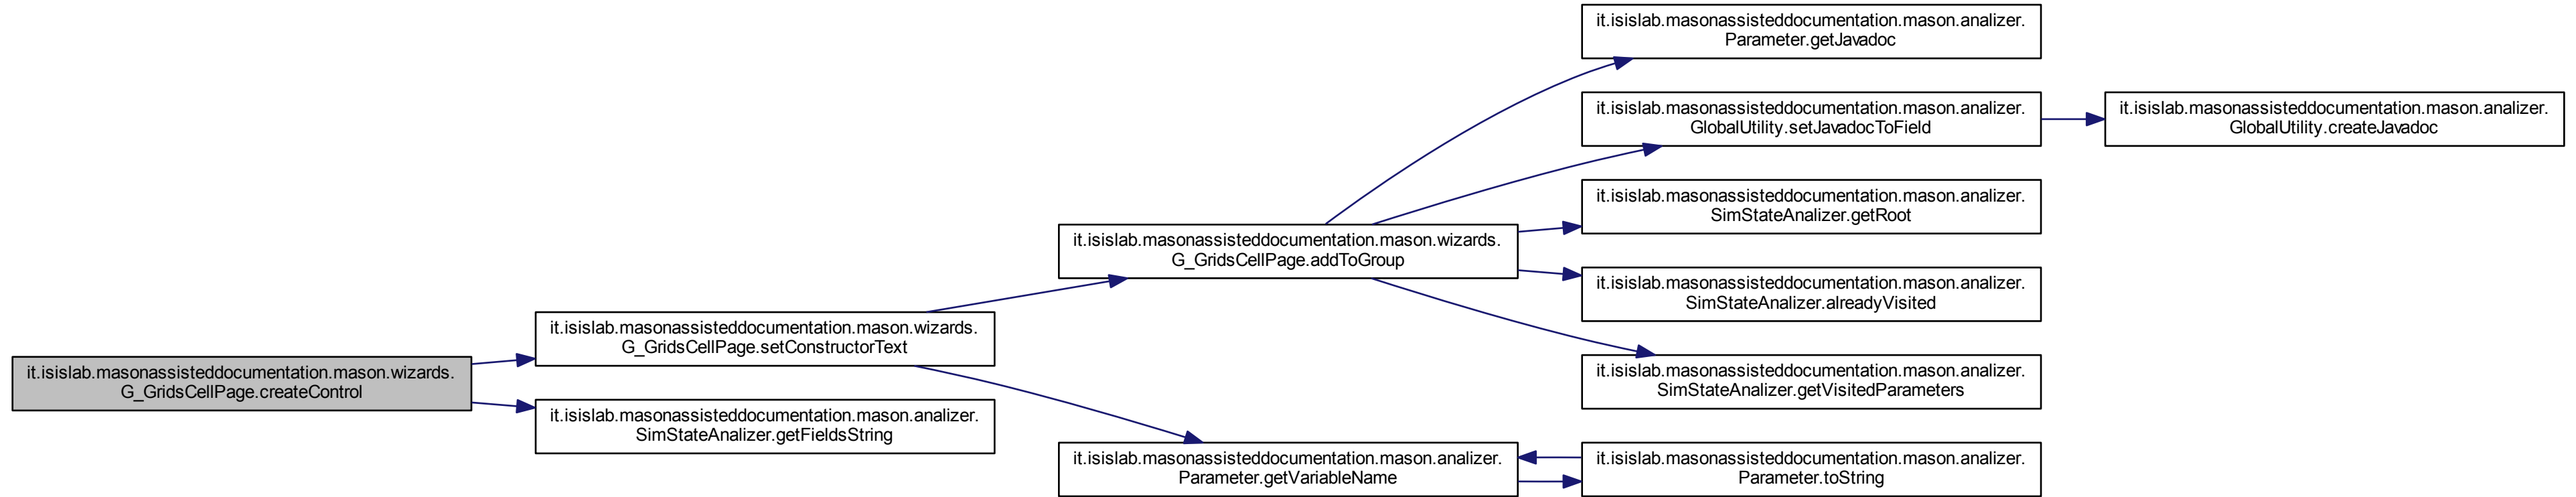 it.isislab.masonassisteddocumentation.mason.wizards.
G_GridsCellPage.createControl
it.isislab.masonassisteddocumentation.mason.wizards.
G_GridsCellPage.setConstructorText
it.isislab.masonassisteddocumentation.mason.analizer.
SimStateAnalizer.getFieldsString
it.isislab.masonassisteddocumentation.mason.wizards.
G_GridsCellPage.addToGroup
it.isislab.masonassisteddocumentation.mason.analizer.
Parameter.getVariableName
it.isislab.masonassisteddocumentation.mason.analizer.
Parameter.getJavadoc
it.isislab.masonassisteddocumentation.mason.analizer.
GlobalUtility.setJavadocToField
it.isislab.masonassisteddocumentation.mason.analizer.
SimStateAnalizer.getRoot
it.isislab.masonassisteddocumentation.mason.analizer.
SimStateAnalizer.alreadyVisited
it.isislab.masonassisteddocumentation.mason.analizer.
SimStateAnalizer.getVisitedParameters
it.isislab.masonassisteddocumentation.mason.analizer.
Parameter.toString
it.isislab.masonassisteddocumentation.mason.analizer.
GlobalUtility.createJavadoc